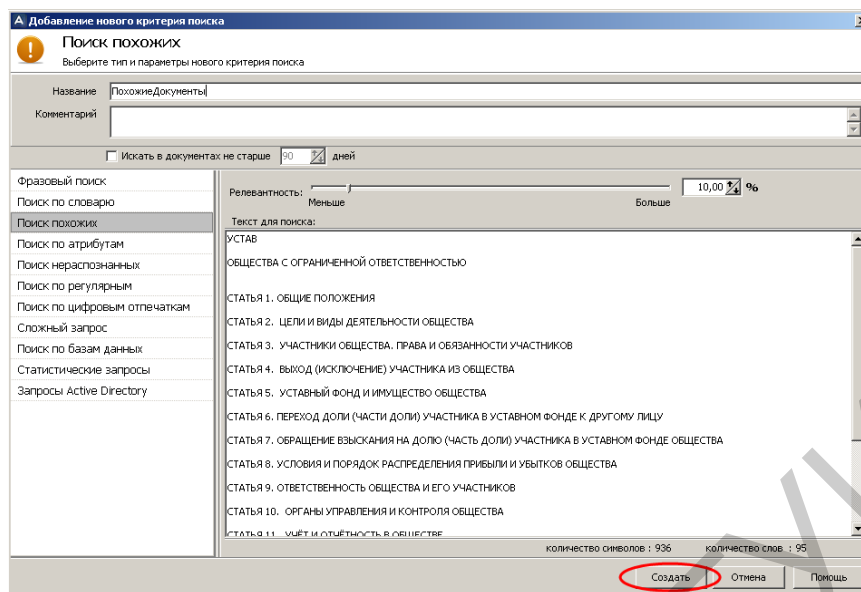 Добавление нового критерия поиска
Поиск похожих
Выберите тип и параметры нового критерия поиска
Название ПохожиеДокументы
Комментарий
Искать в документах не старше 90 дней
Фразовый поиск
Поиск по словарю
Поиск похожих
Поиск по атрибутам
Поиск нераспознанных
Поиск по регулярным
Поиск по цифровым отпечаткам
Сложный запрос
Поиск по базам данных
Статистические запросы
Запросы Active Directory
Релевантность: 10,00 %
Меньше Больше
Текст для поиска:
УСТАВ
ОБЩЕСТВА С ОГРАНИЧЕННОЙ ОТВЕТСТВЕННОСТЬЮ
СТАТЬЯ 1. ОБЩИЕ ПОЛОЖЕНИЯ
СТАТЬЯ 2. ЦЕЛИ И ВИДЫ ДЕЯТЕЛЬНОСТИ ОБЩЕСТВА
СТАТЬЯ 3. УЧАСТНИКИ ОБЩЕСТВА. ПРАВА И ОБЯЗАННОСТИ УЧАСТНИКОВ
СТАТЬЯ 4. ВЫХОД (ИСКЛЮЧЕНИЕ) УЧАСТНИКА ИЗ ОБЩЕСТВА
СТАТЬЯ 5. УСТАВНЫЙ ФОНД И ИМУЩЕСТВО ОБЩЕСТВА
СТАТЬЯ 6. ПЕРЕХОД ДОЛИ (ЧАСТИ ДОЛИ) УЧАСТНИКА В УСТАВНОМ ФОНДЕ К ДРУГОМУ ЛИЦУ
СТАТЬЯ 7. ОБРАЩЕНИЕ ВЗЫСКАНИЯ НА ДОЛЮ (ЧАСТЬ ДОЛИ) УЧАСТНИКА В УСТАВНОМ ФОНДЕ ОБЩЕСТВА
СТАТЬЯ 8. УСЛОВИЯ И ПОРЯДОК РАСПРЕДЕЛЕНИЯ ПРИБЫЛИ И УБЫТКОВ ОБЩЕСТВА
СТАТЬЯ 9. ОТВЕТСТВЕННОСТЬ ОБЩЕСТВА И ЕГО УЧАСТНИКОВ
СТАТЬЯ 10. ОРГАНЫ УПРАВЛЕНИЯ И КОНТРОЛЯ ОБЩЕСТВА
СТАТЬЯ 11. УЧЁТ И ОТЧЁТНОСТЬ В ОБЩЕСТВЕ
количество символов : 936 количество слов : 95
Создать Отмена Помощь